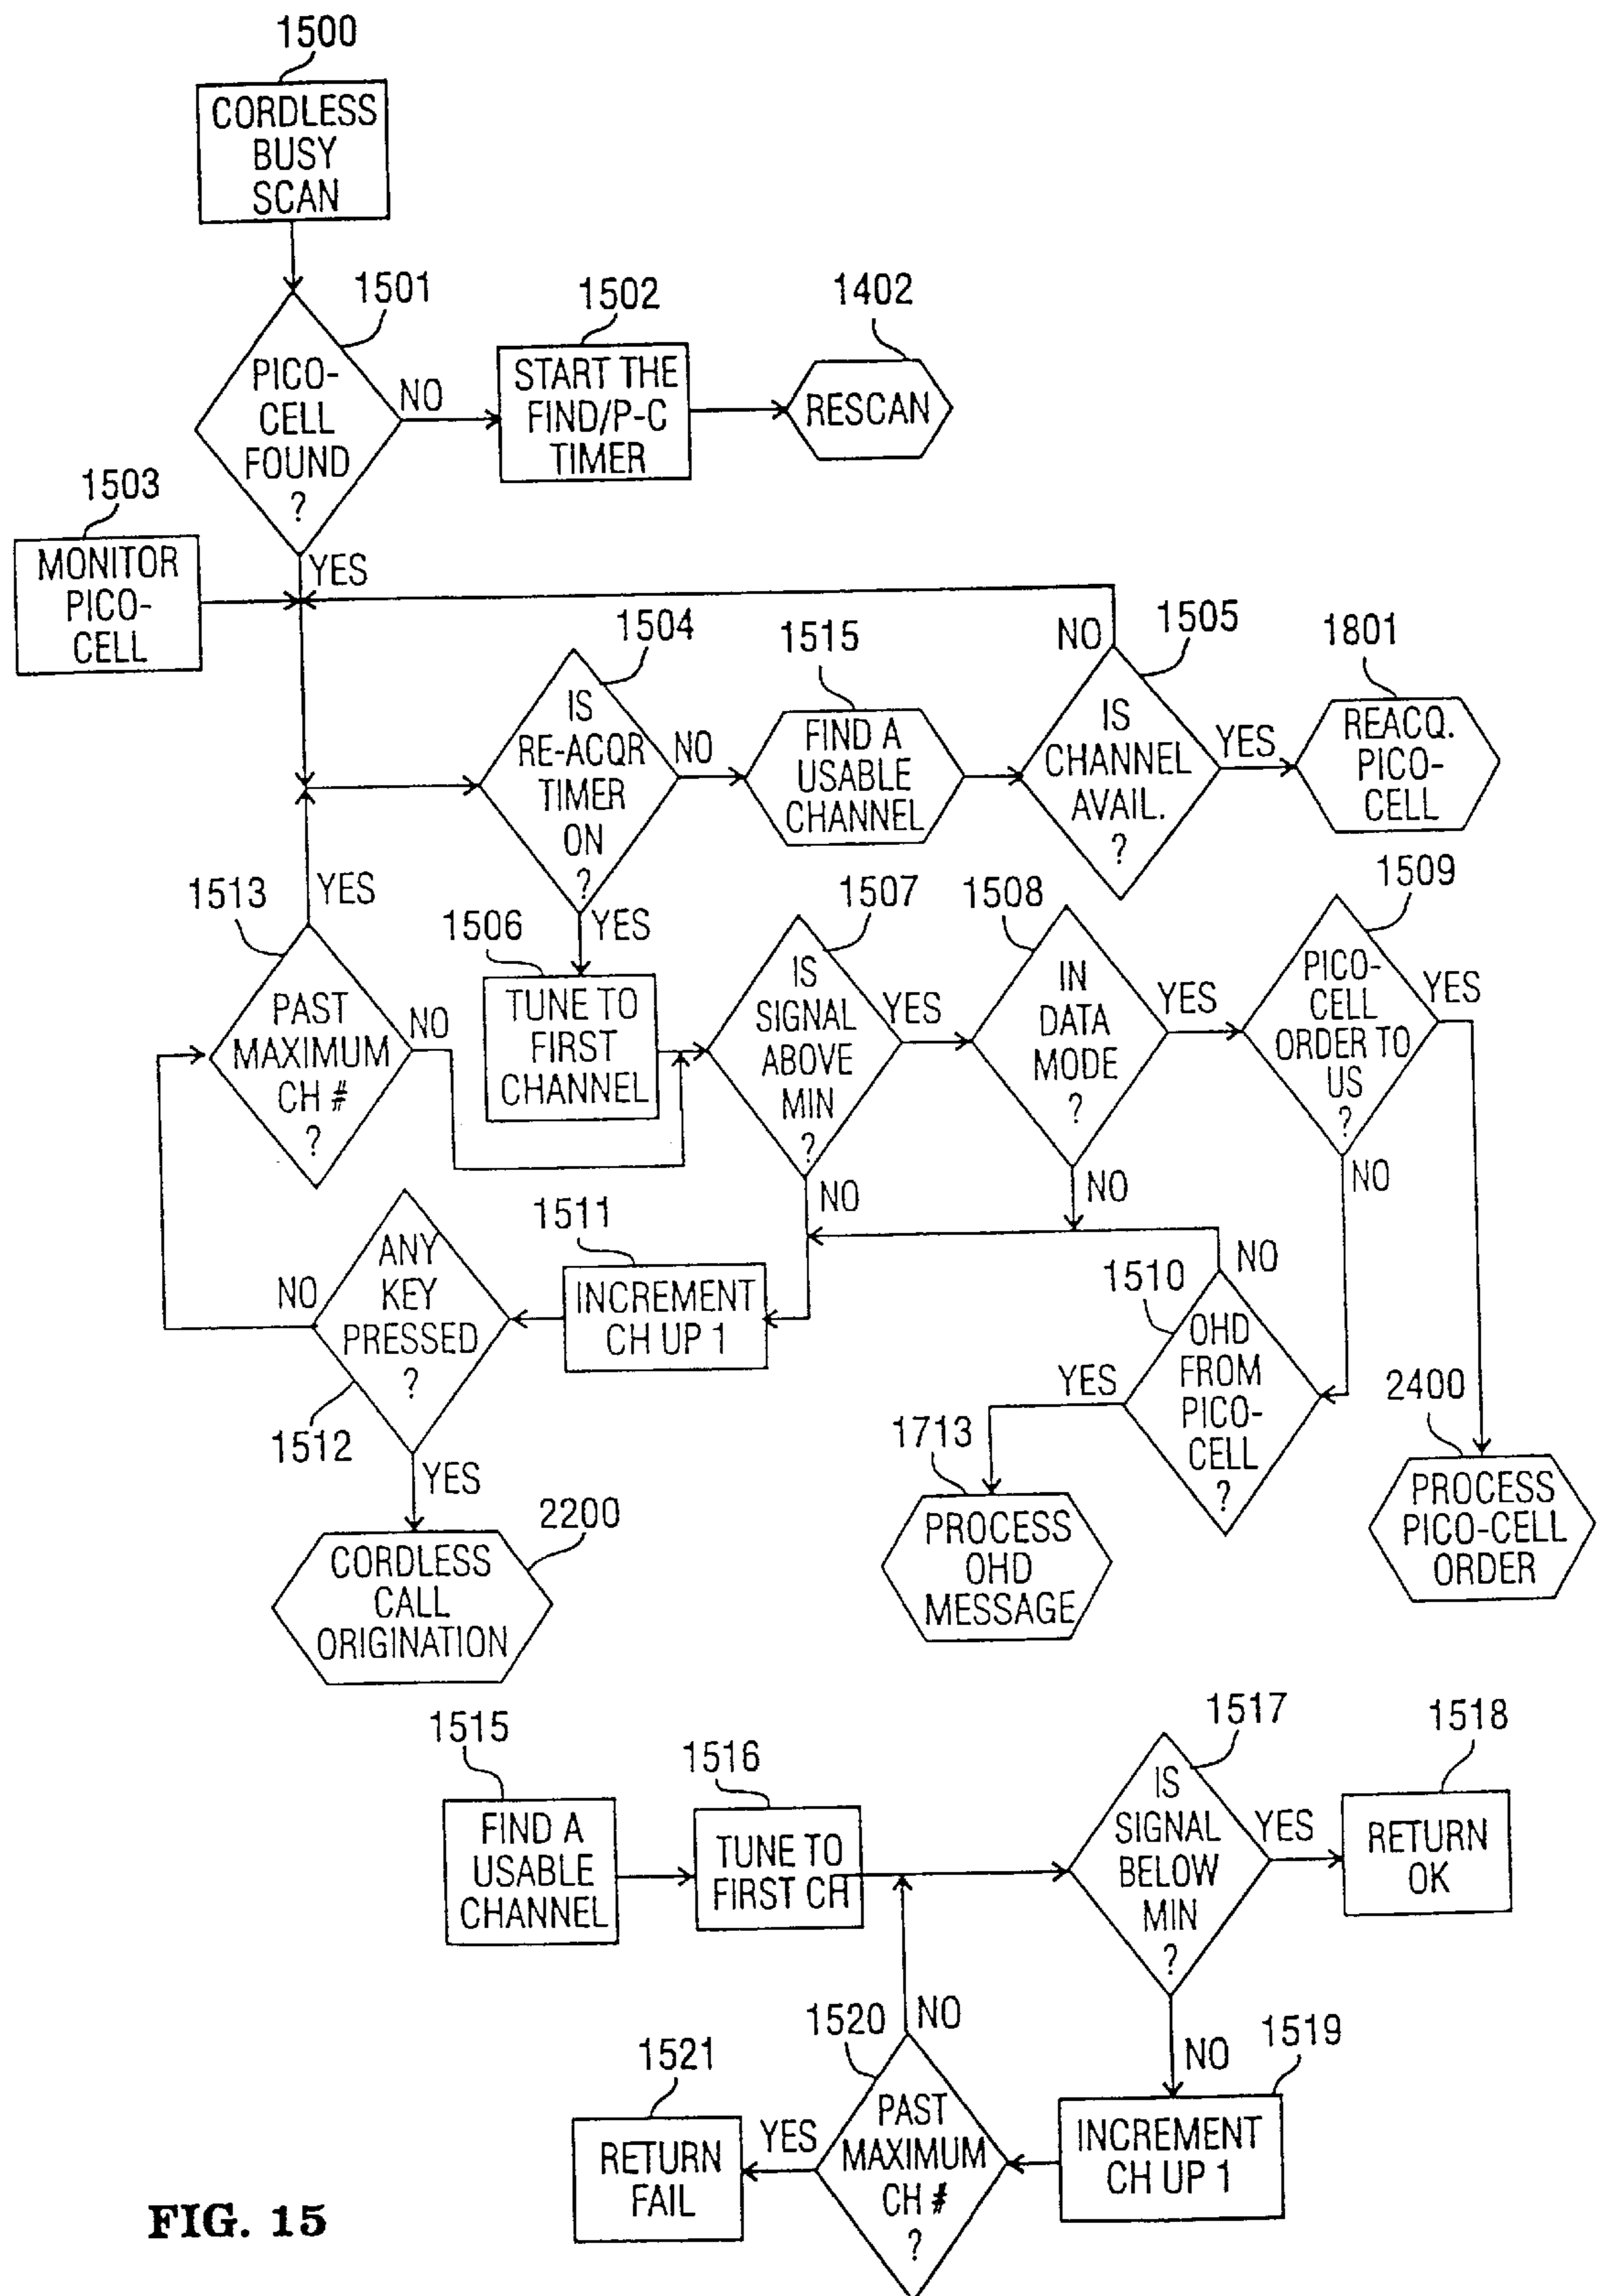 1500
CORDLESS
BUSY
SCAN
1501
PICO-
CELL
FOUND
?
NO
1502
START THE
FIND/P-C
TIMER
1402
RESCAN
1503
MONITOR
PICO-
CELL
YES
1504
IS
RE-ACQR
TIMER
ON
?
NO
1515
FIND A
USABLE
CHANNEL
NO
1505
IS
CHANNEL
AVAIL.
?
YES
1801
REACQ.
PICO-
CELL
YES
1513
PAST
MAXIMUM
CH #
?
NO
YES
1506
TUNE TO
FIRST
CHANNEL
1507
IS
SIGNAL
ABOVE
MIN
?
YES
NO
1508
IN
DATA
MODE
?
YES
NO
1509
PICO-
CELL
ORDER TO
US
?
YES
NO
1511
INCREMENT
CH UP 1
ANY
KEY
PRESSED
?
NO
1512
YES
2200
CORDLESS
CALL
ORIGINATION
1510
NO
OHD
FROM
PICO-
CELL
?
YES
1713
PROCESS
OHD
MESSAGE
2400
PROCESS
PICO-CELL
ORDER
1515
FIND A
USABLE
CHANNEL
1516
TUNE TO
FIRST CH
1517
IS
SIGNAL
BELOW
MIN
?
YES
1518
RETURN
OK
NO
1519
INCREMENT
CH UP 1
1520
NO
PAST
MAXIMUM
CH #
?
YES
1521
RETURN
FAIL
FIG. 15